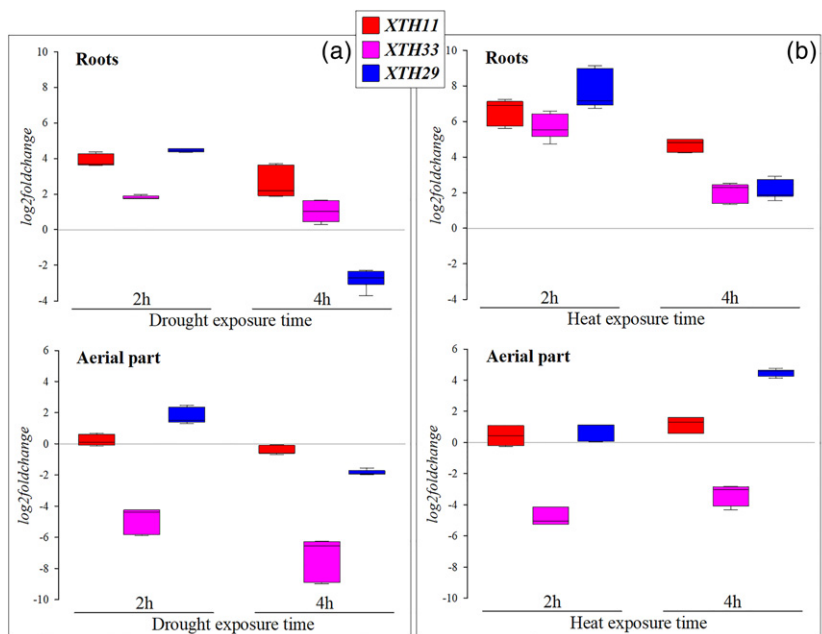 XTH11
XTH33
XTH29
(a)
Roots
log2foldchange
10
8
6
4
2
0
-2
-4
2h 4h
Drought exposure time
Aerial part
log2foldchange
6
4
2
0
-2
-4
-6
-8
-10
2h 4h
Drought exposure time
(b)
Roots
log2foldchange
10
8
6
4
2
0
-2
-4
2h 4h
Heat exposure time
Aerial part
log2foldchange
6
4
2
0
-2
-4
-6
-8
-10
2h 4h
Heat exposure time